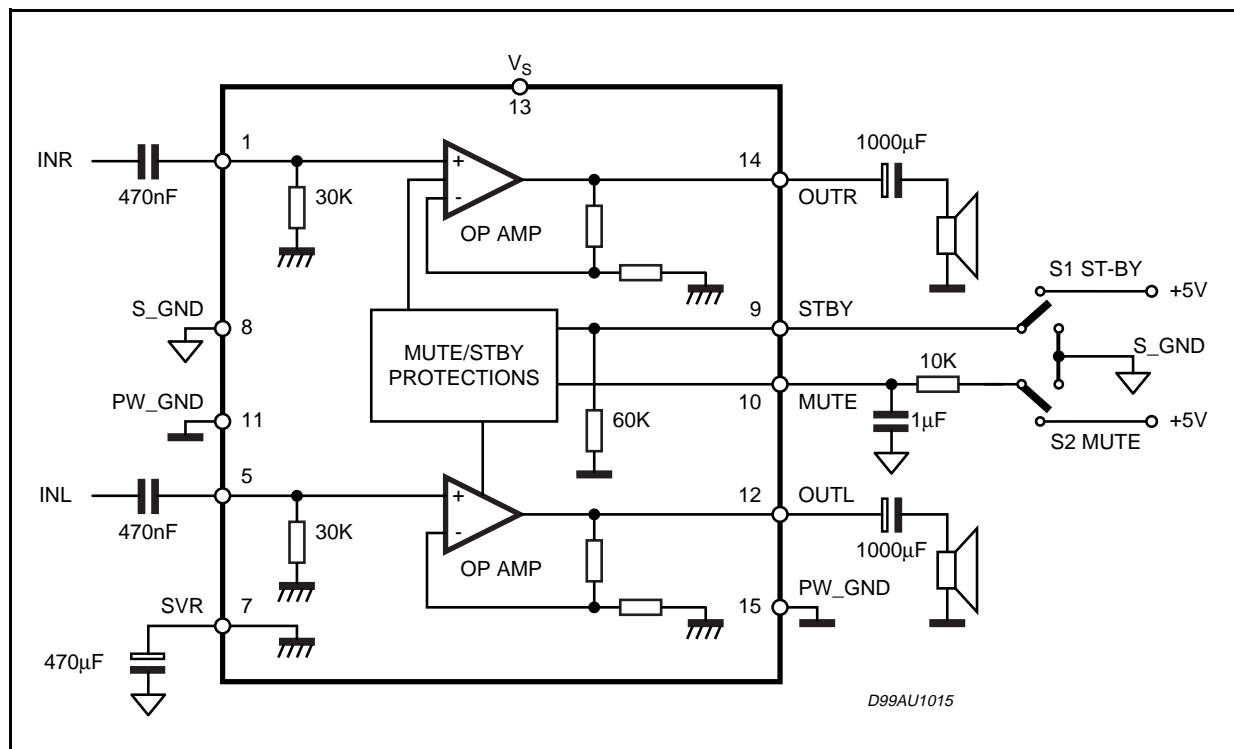 V_S
13
INR
470nF
1
30K
+
-
OP AMP
14
OUTR
1000μF
S1 ST-BY
+5V
S_GND
8
MUTE/STBY
PROTECTIONS
9
STBY
S_GND
10K
PW_GND
11
60K
10
MUTE
1μF
+5V
S2 MUTE
INL
470nF
5
30K
+
-
OP AMP
12
OUTL
1000μF
SVR
7
15
PW_GND
470μF
D99AU1015